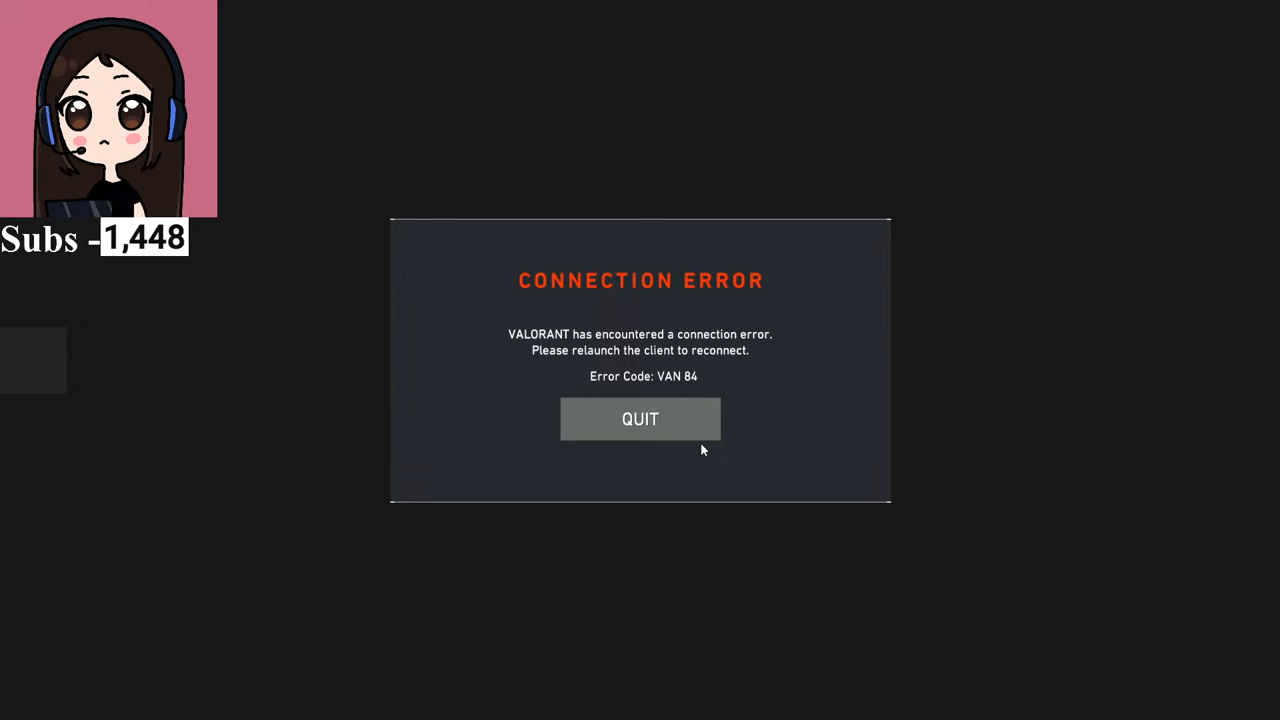 Subs -1,448
CONNECTION ERROR
VALORANT has encountered a connection error.
Please relaunch the client to reconnect.
Error Code: VAN 84
QUIT